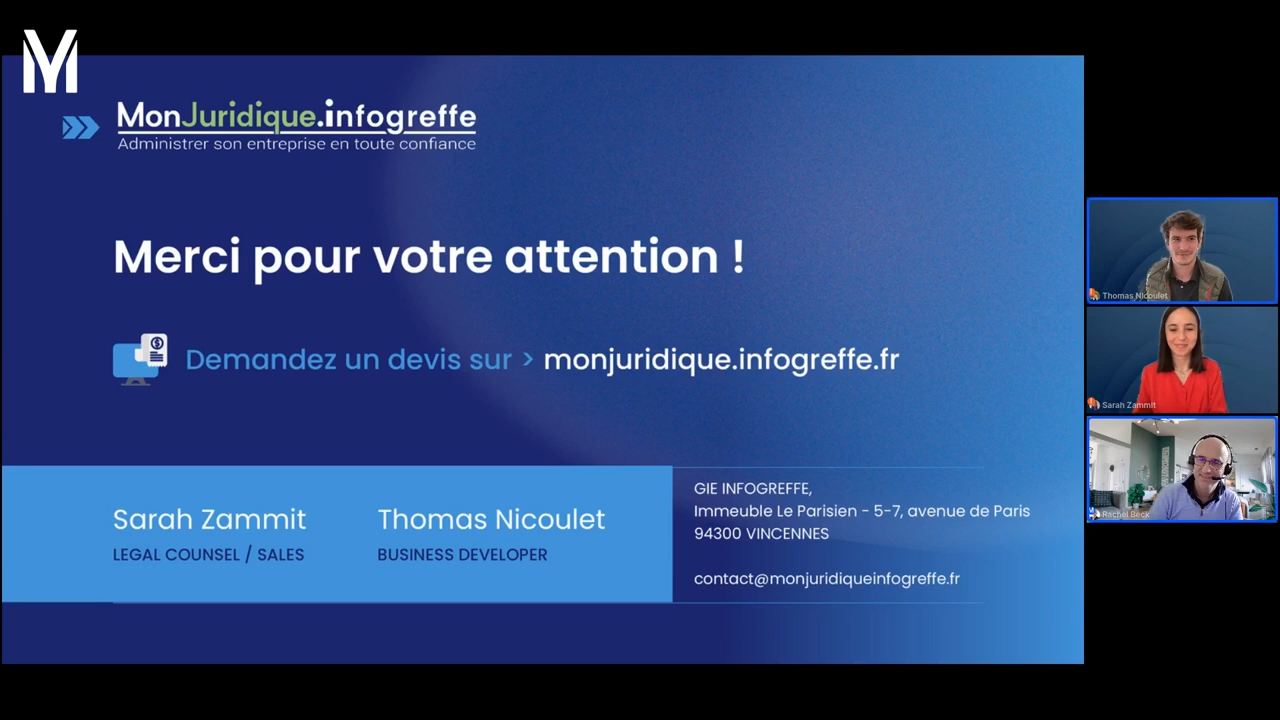 M
MonJuridique.infogreffe
Administrer son entreprise en toute confiance
Merci pour votre attention !
Demandez un devis sur > monjuridique.infogreffe.fr
Sarah Zammit
LEGAL COUNSEL / SALES
Thomas Nicoulet
BUSINESS DEVELOPER
GIE INFOGREFFE,
Immeuble Le Parisien - 5-7, avenue de Paris
94300 VINCENNES
contact@monjuridiqueinfogreffe.fr
Thomas Nicoulet
Sarah Zammit
Rachel Beck